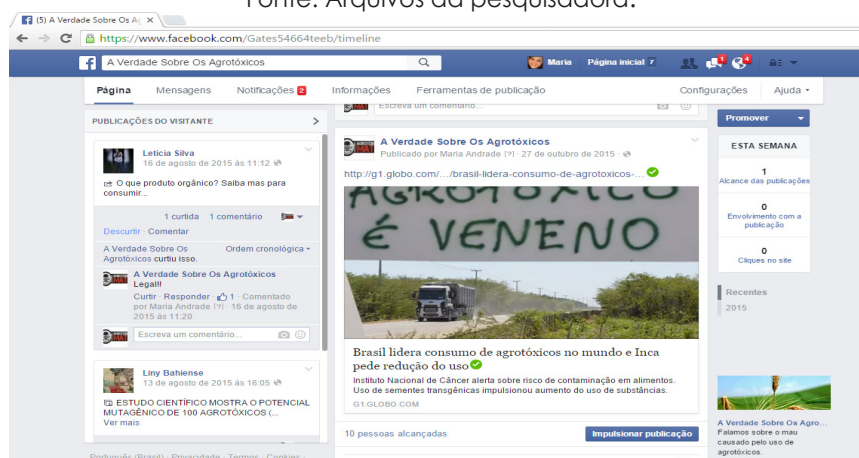 Fonte: Arquivos da pesquisadora.
(5) A Verdade Sobre Os Ag
https://www.facebook.com/Gates54664teeb/timeline
A Verdade Sobre Os Agrotóxicos
Maria
Página inicial 7
1
4
Página
Mensagens
Notificações 2
Informações
Ferramentas de publicação
Configurações
Ajuda
PUBLICAÇÕES DO VISITANTE
Leticia Silva
16 de agosto de 2015 às 11:12
O que produto orgânico? Saiba mas para
consumir...
1 curtida 1 comentário
Descurtir · Comentar
A Verdade Sobre Os
Agrotóxicos curtiu isso.
Ordem cronológica
A Verdade Sobre Os Agrotóxicos
Legal!!
Curtir · Responder · 1 · Comentado
por Maria Andrade [?] · 16 de agosto de
2015 às 11:20
Escreva um comentário...
Liny Bahiense
13 de agosto de 2015 às 16:05
ESTUDO CIENTÍFICO MOSTRA O POTENCIAL
MUTAGÊNICO DE 100 AGROTÓXICOS (...
Ver mais
Português (Brasil) · Privacidade · Termos · Cookies ·
Escreva um comentário...
A Verdade Sobre Os Agrotóxicos
Publicado por Maria Andrade [?] · 27 de outubro de 2015 ·
http://g1.globo.com/.../brasil-lidera-consumo-de-agrotoxicos-...
AGROTÓXICO
É VENENO
Brasil lidera consumo de agrotóxicos no mundo e Inca
pede redução do uso
Instituto Nacional de Câncer alerta sobre risco de contaminação em alimentos.
Uso de sementes transgênicas impulsionou aumento do uso de substâncias.
G1.GLOBO.COM
10 pessoas alcançadas
Impulsionar publicação
Promover
ESTA SEMANA
1
Alcance das publicações
0
Envolvimento com a
publicação
0
Cliques no site
Recentes
2015
A Verdade Sobre Os Agro...
Falamos sobre o mau
causado pelo uso de
agrotóxicos.